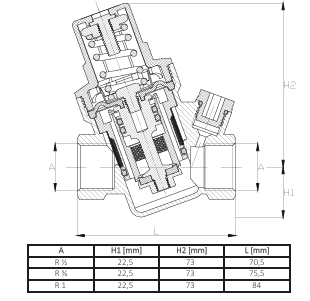 H2
A
A
H1
L
A H1 [mm] H2 [mm] L [mm]
R ½ 22,5 73 70,5
R ¾ 22,5 73 75,5
R 1 22,5 73 84